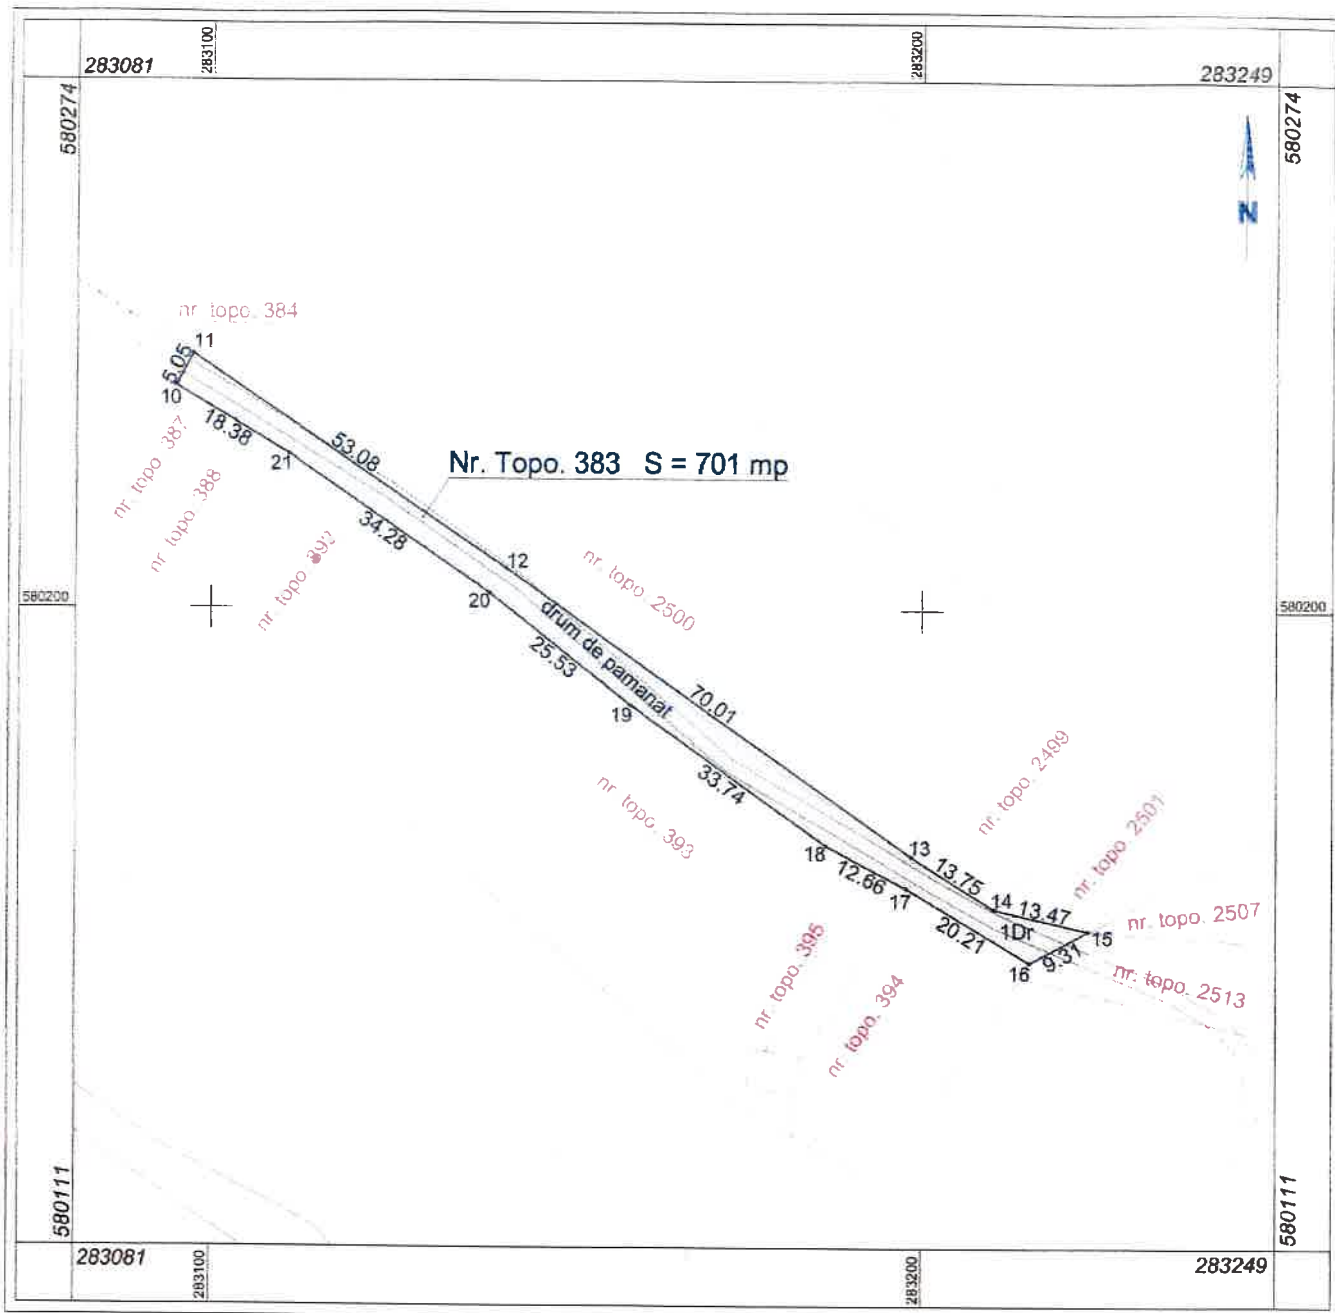 283100
283200
283081
283249
580274
580274
N
nr. topo. 384
11
5.05
10
18.38
53.08
nr. topo 387
21
Nr. Topo. 383 S = 701 mp
nr. topo. 388
34.28
nr. topo. 392
12
nr. topo. 2500
580200
20
580200
drum de pamanat
25.53
19
70.01
nr. topo. 2499
33.74
nr. topo. 393
nr. topo. 2501
18
13
13.75
12.66
17
14
13.47
nr. topo. 2507
1Dr
15
20.21
9.31
16
nr. topo. 2513
nr. topo. 395
nr. topo. 394
580111
580111
283081
283249
283100
283200